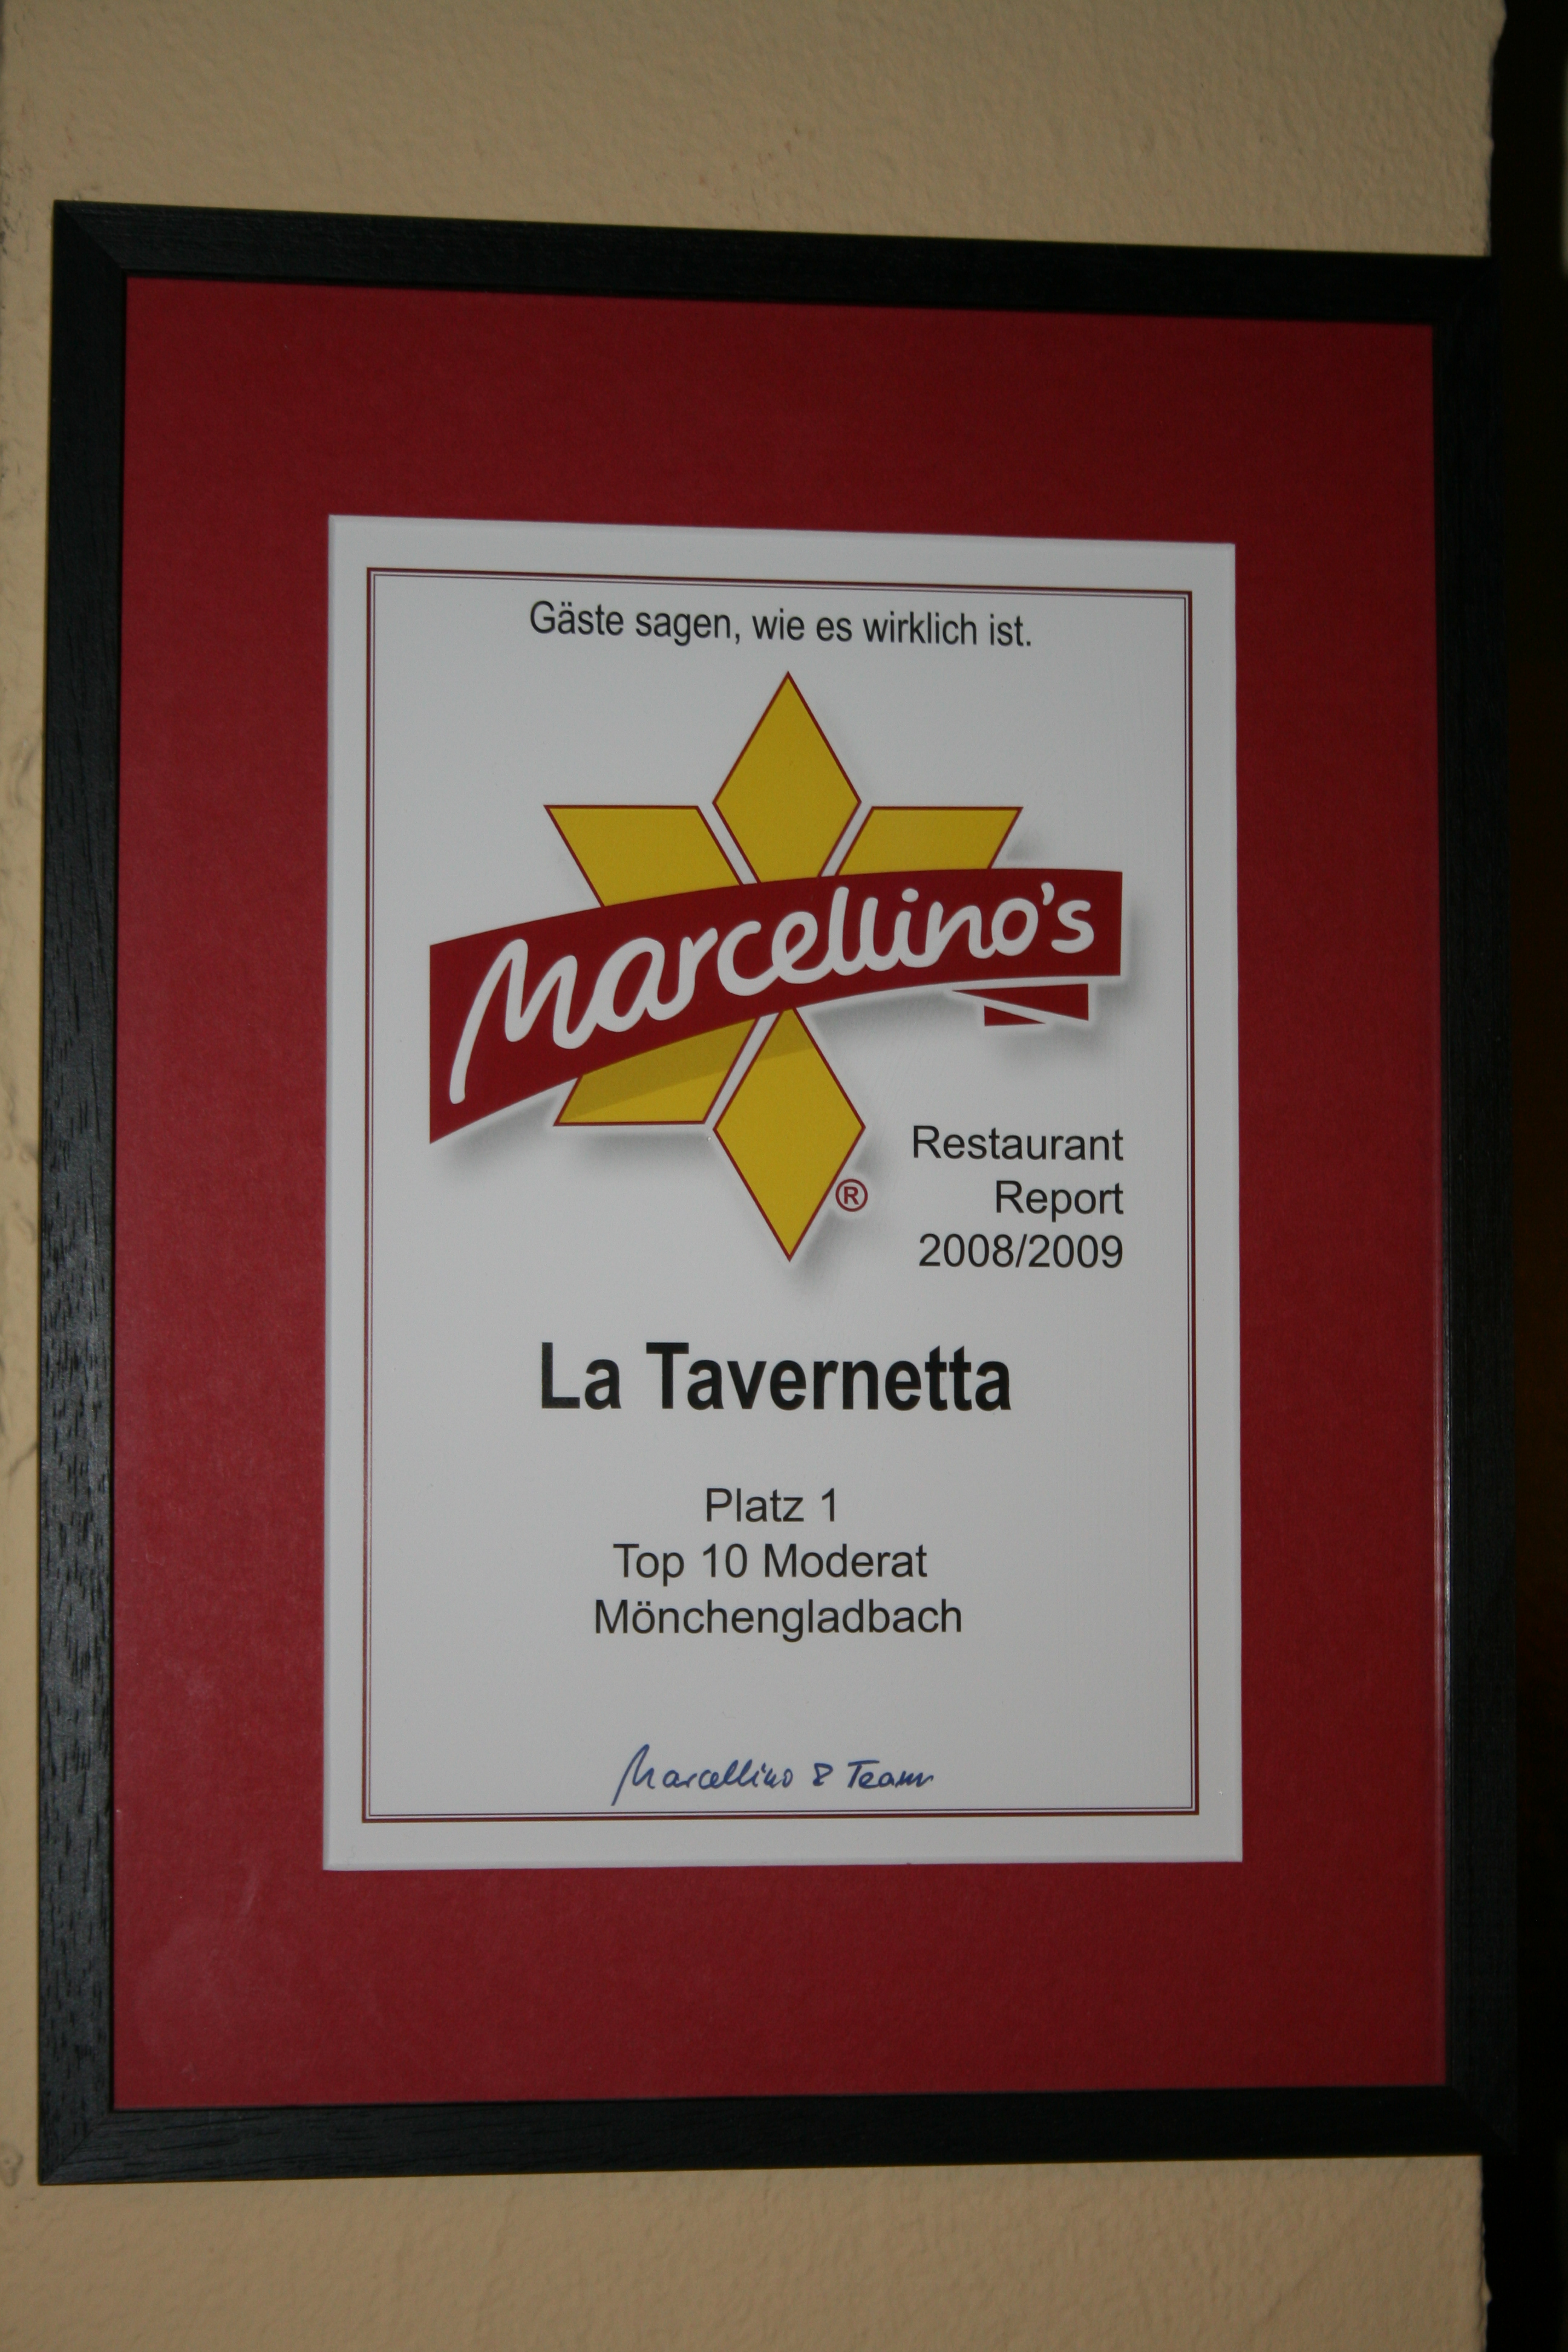 Gäste sagen, wie es wirklich ist.
Marcellino's
®
Restaurant
Report
2008/2009
La Tavernetta
Platz 1
Top 10 Moderat
Mönchengladbach
Marcellino & Team